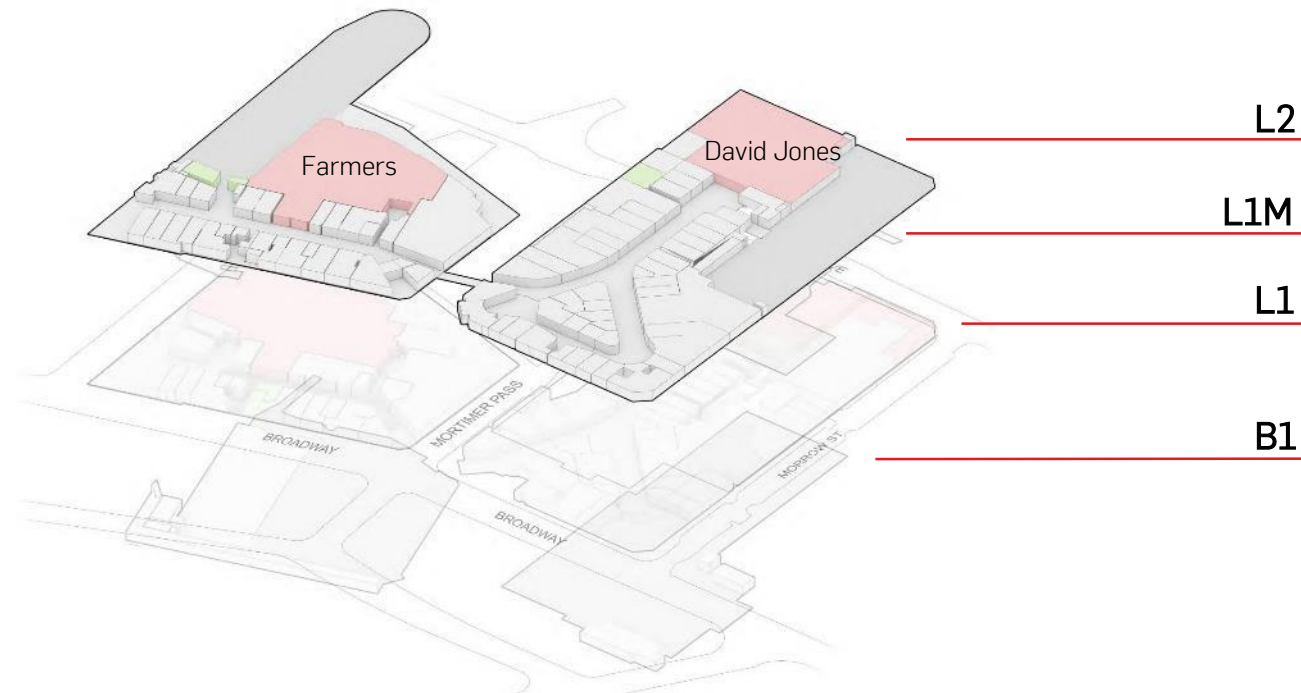 L2
David Jones
Farmers
L1M
L1
MORTIMER PASS
BROADWAY
B1
MORROW ST
BROADWAY